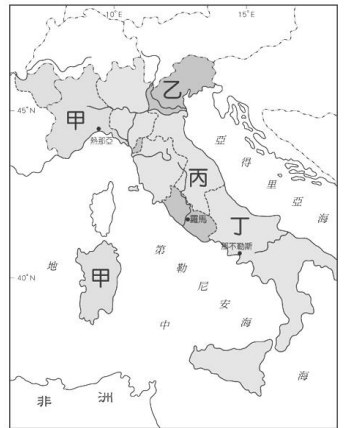 10°E
15°E
45°N
甲
乙
熱那亞
亞得里亞海
丙
羅馬
丁
那不勒斯
40°N
甲
地中海
第勒尼安海
非洲